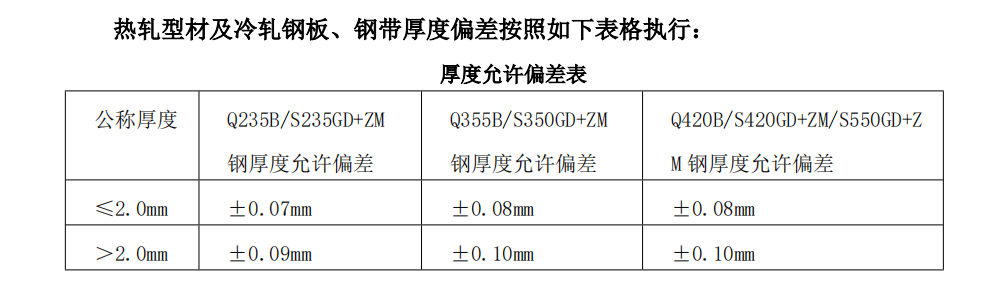 热轧型材及冷轧钢板、钢带厚度偏差按照如下表格执行：
厚度允许偏差表
公称厚度 Q235B/S235GD+ZM Q355B/S350GD+ZM Q420B/S420GD+ZM/S550GD+Z
钢厚度允许偏差 钢厚度允许偏差 M 钢厚度允许偏差
≤2.0mm ±0.07mm ±0.08mm ±0.08mm
＞2.0mm ±0.09mm ±0.10mm ±0.10mm